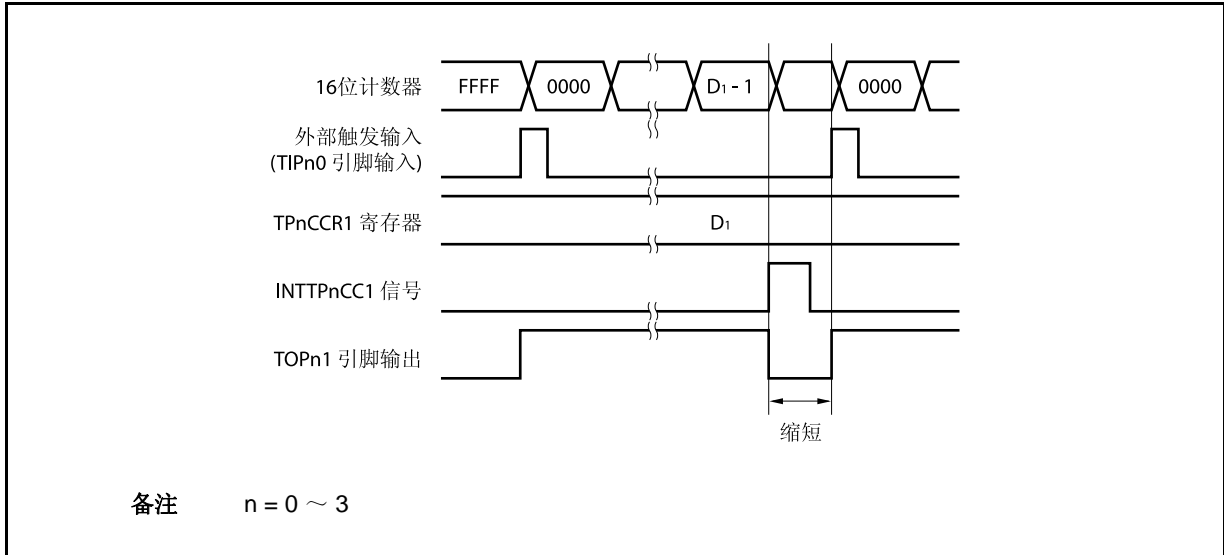 16位计数器 FFFF 0000 D₁ - 1 0000
外部触发输入
(TIPn0 引脚输入)
TPnCCR1 寄存器 D₁
INTTPnCC1 信号
TOPn1 引脚输出
缩短
备注 n = 0 ～ 3